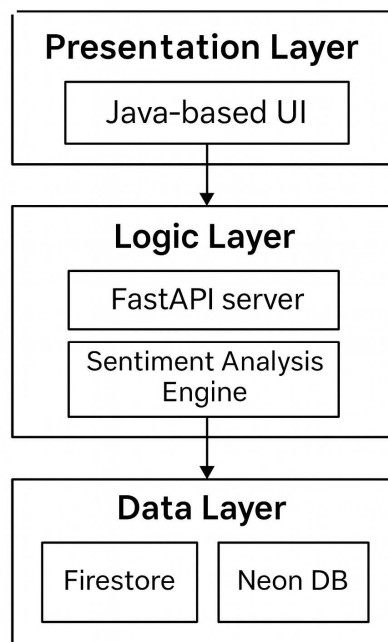 Presentation Layer
Java-based UI
Logic Layer
FastAPI server
Sentiment Analysis
Engine
Data Layer
Firestore
Neon DB